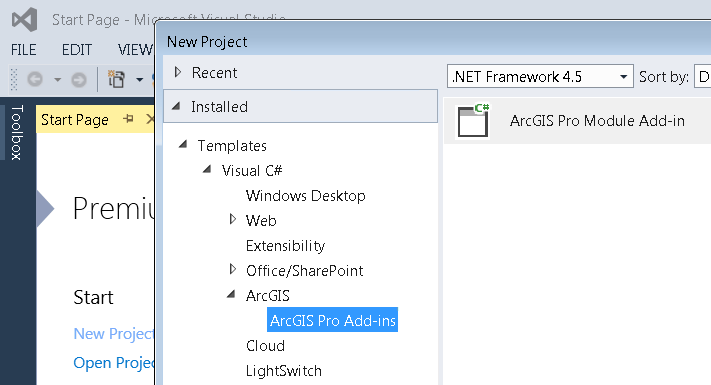 Start Page - Microsoft Visual Studio
New Project
FILE EDIT VIEW
Recent
.NET Framework 4.5 Sort by: D
Installed
Toolbox
Start Page
ArcGIS Pro Module Add-in
Templates
Visual C#
Windows Desktop
Web
Extensibility
Office/SharePoint
ArcGIS
ArcGIS Pro Add-ins
Cloud
LightSwitch
Premiu
Start
New Project
Open Projec